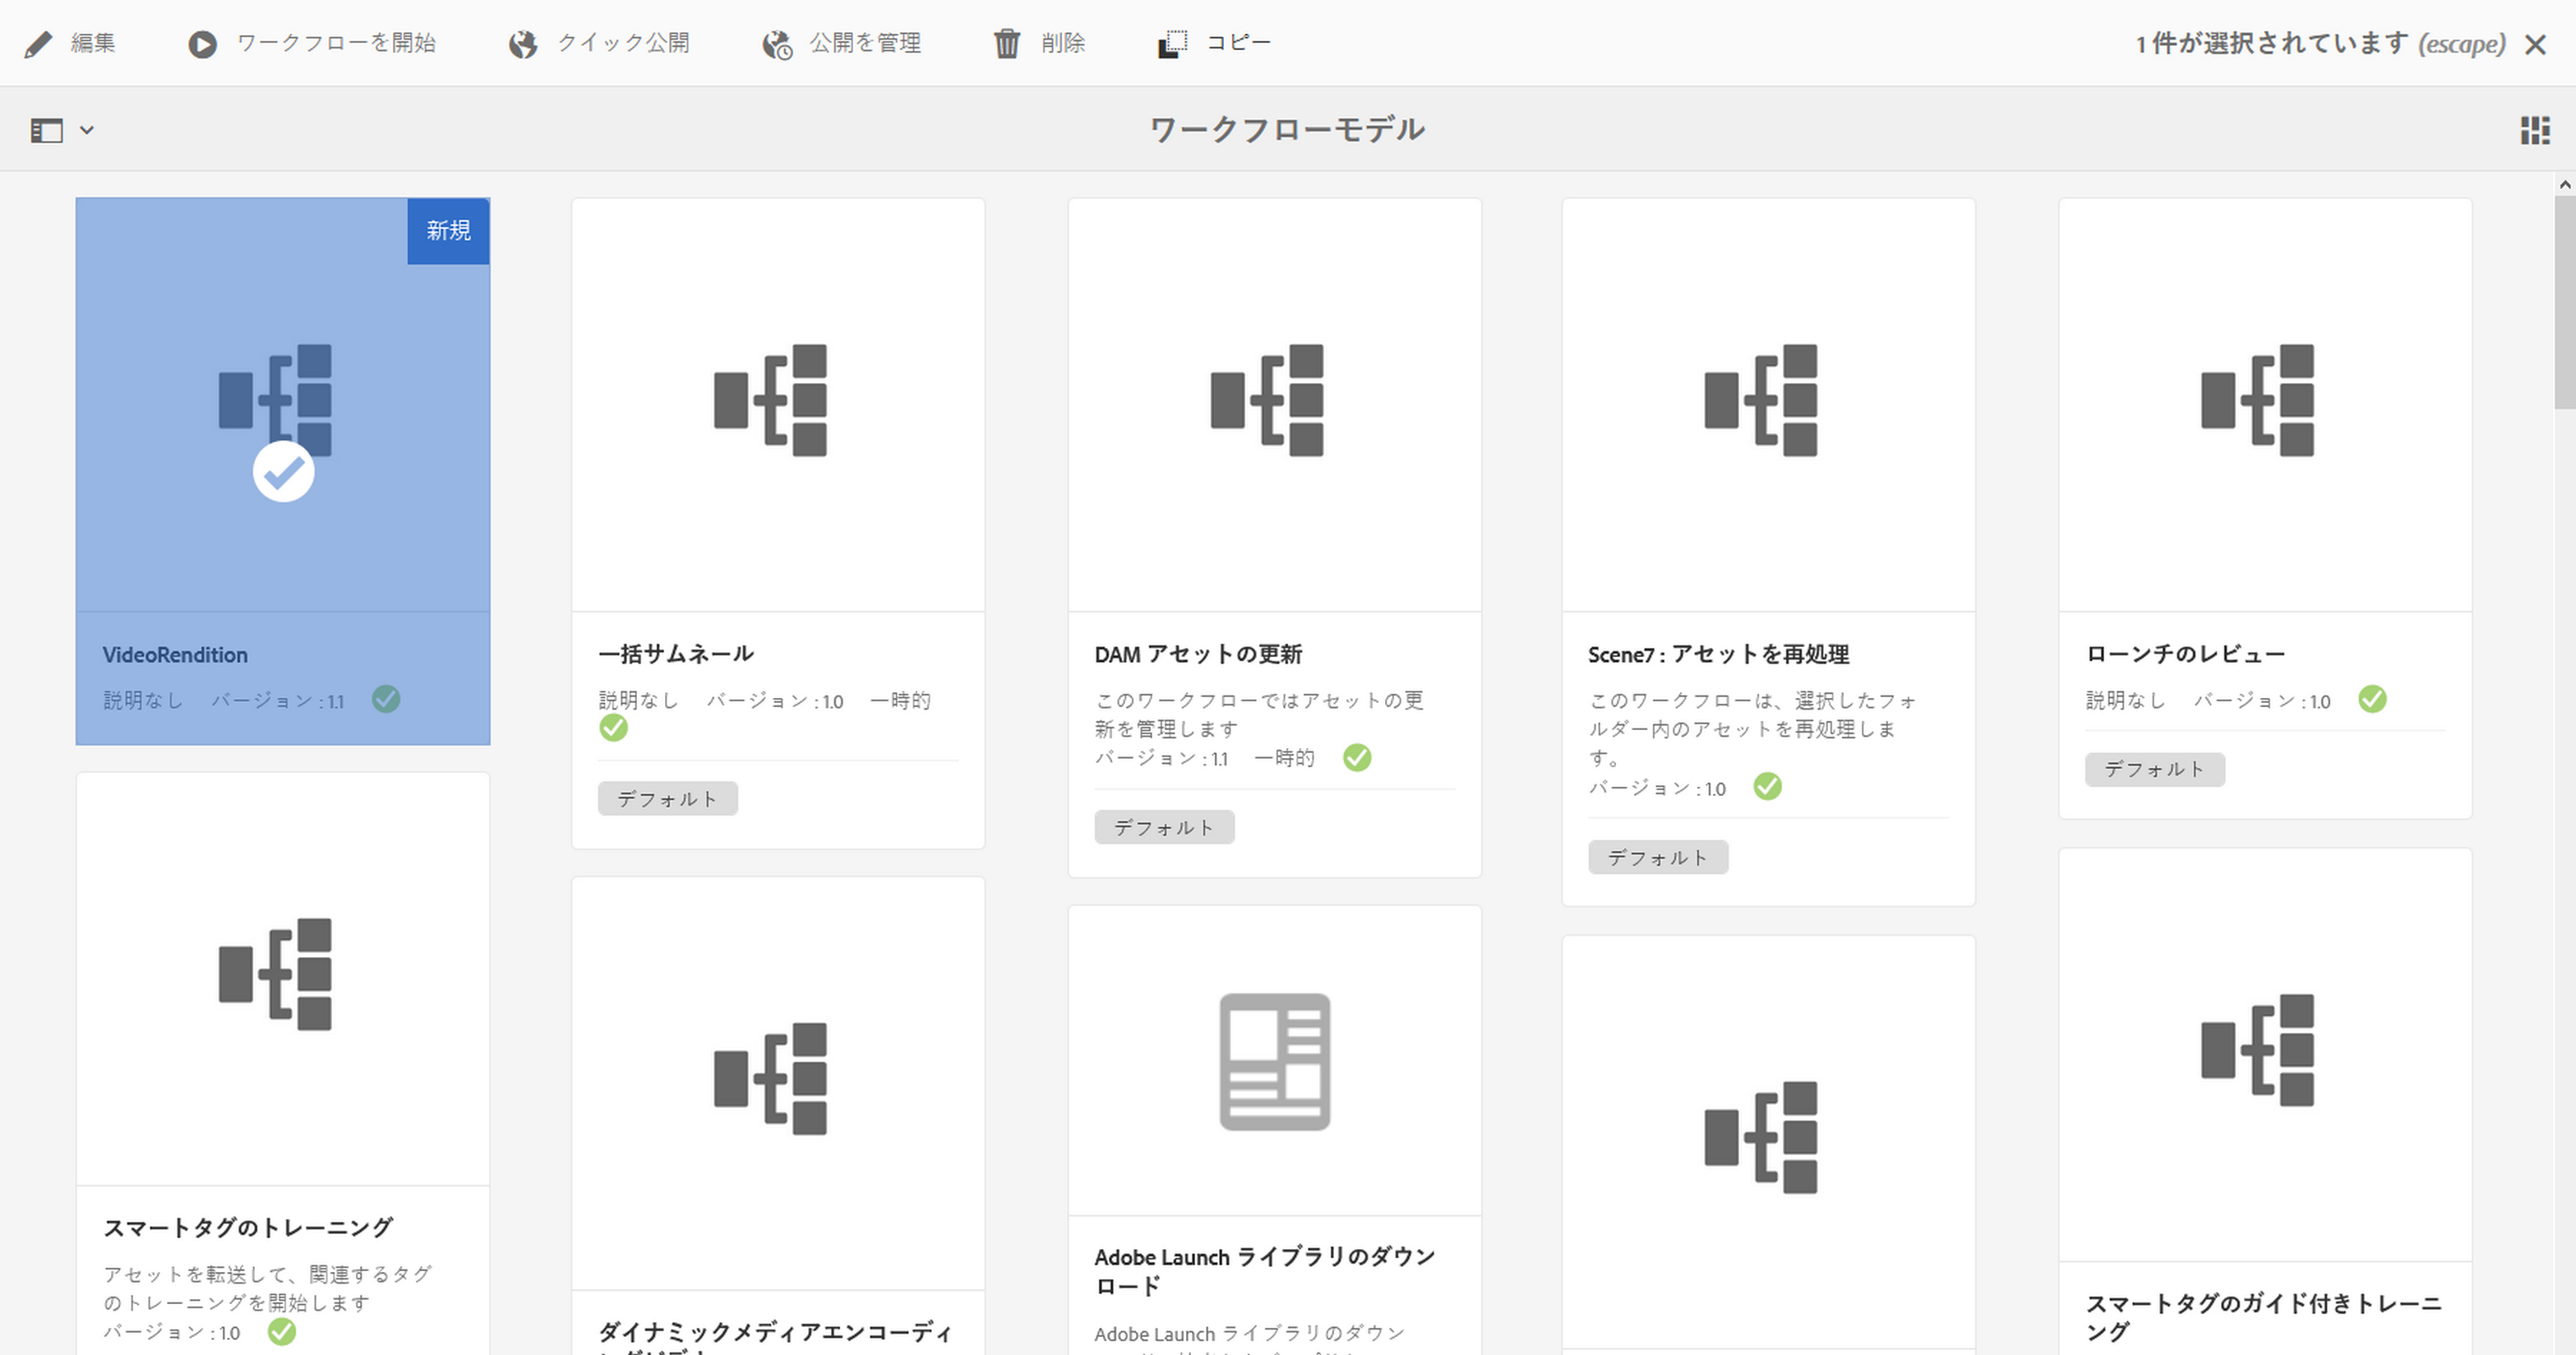 編集 ワークフローを開始 クイック公開 公開を管理 削除 コピー 1 件が選択されています (escape)
ワークフローモデル
新規
VideoRendition
説明なし バージョン : 1.1
一括サムネール
説明なし バージョン : 1.0 一時的
デフォルト
DAM アセットの更新
このワークフローではアセットの更
新を管理します
バージョン : 1.1 一時的
デフォルト
Scene7 : アセットを再処理
このワークフローは、選択したフォ
ルダー内のアセットを再処理しま
す。
バージョン : 1.0
デフォルト
ローンチのレビュー
説明なし バージョン : 1.0
デフォルト
スマートタグのトレーニング
アセットを転送して、関連するタグ
のトレーニングを開始します
バージョン : 1.0
ダイナミックメディアエンコーディ
Adobe Launch ライブラリのダウン
ロード
Adobe Launch ライブラリのダウン
スマートタグのガイド付きトレーニ
ング